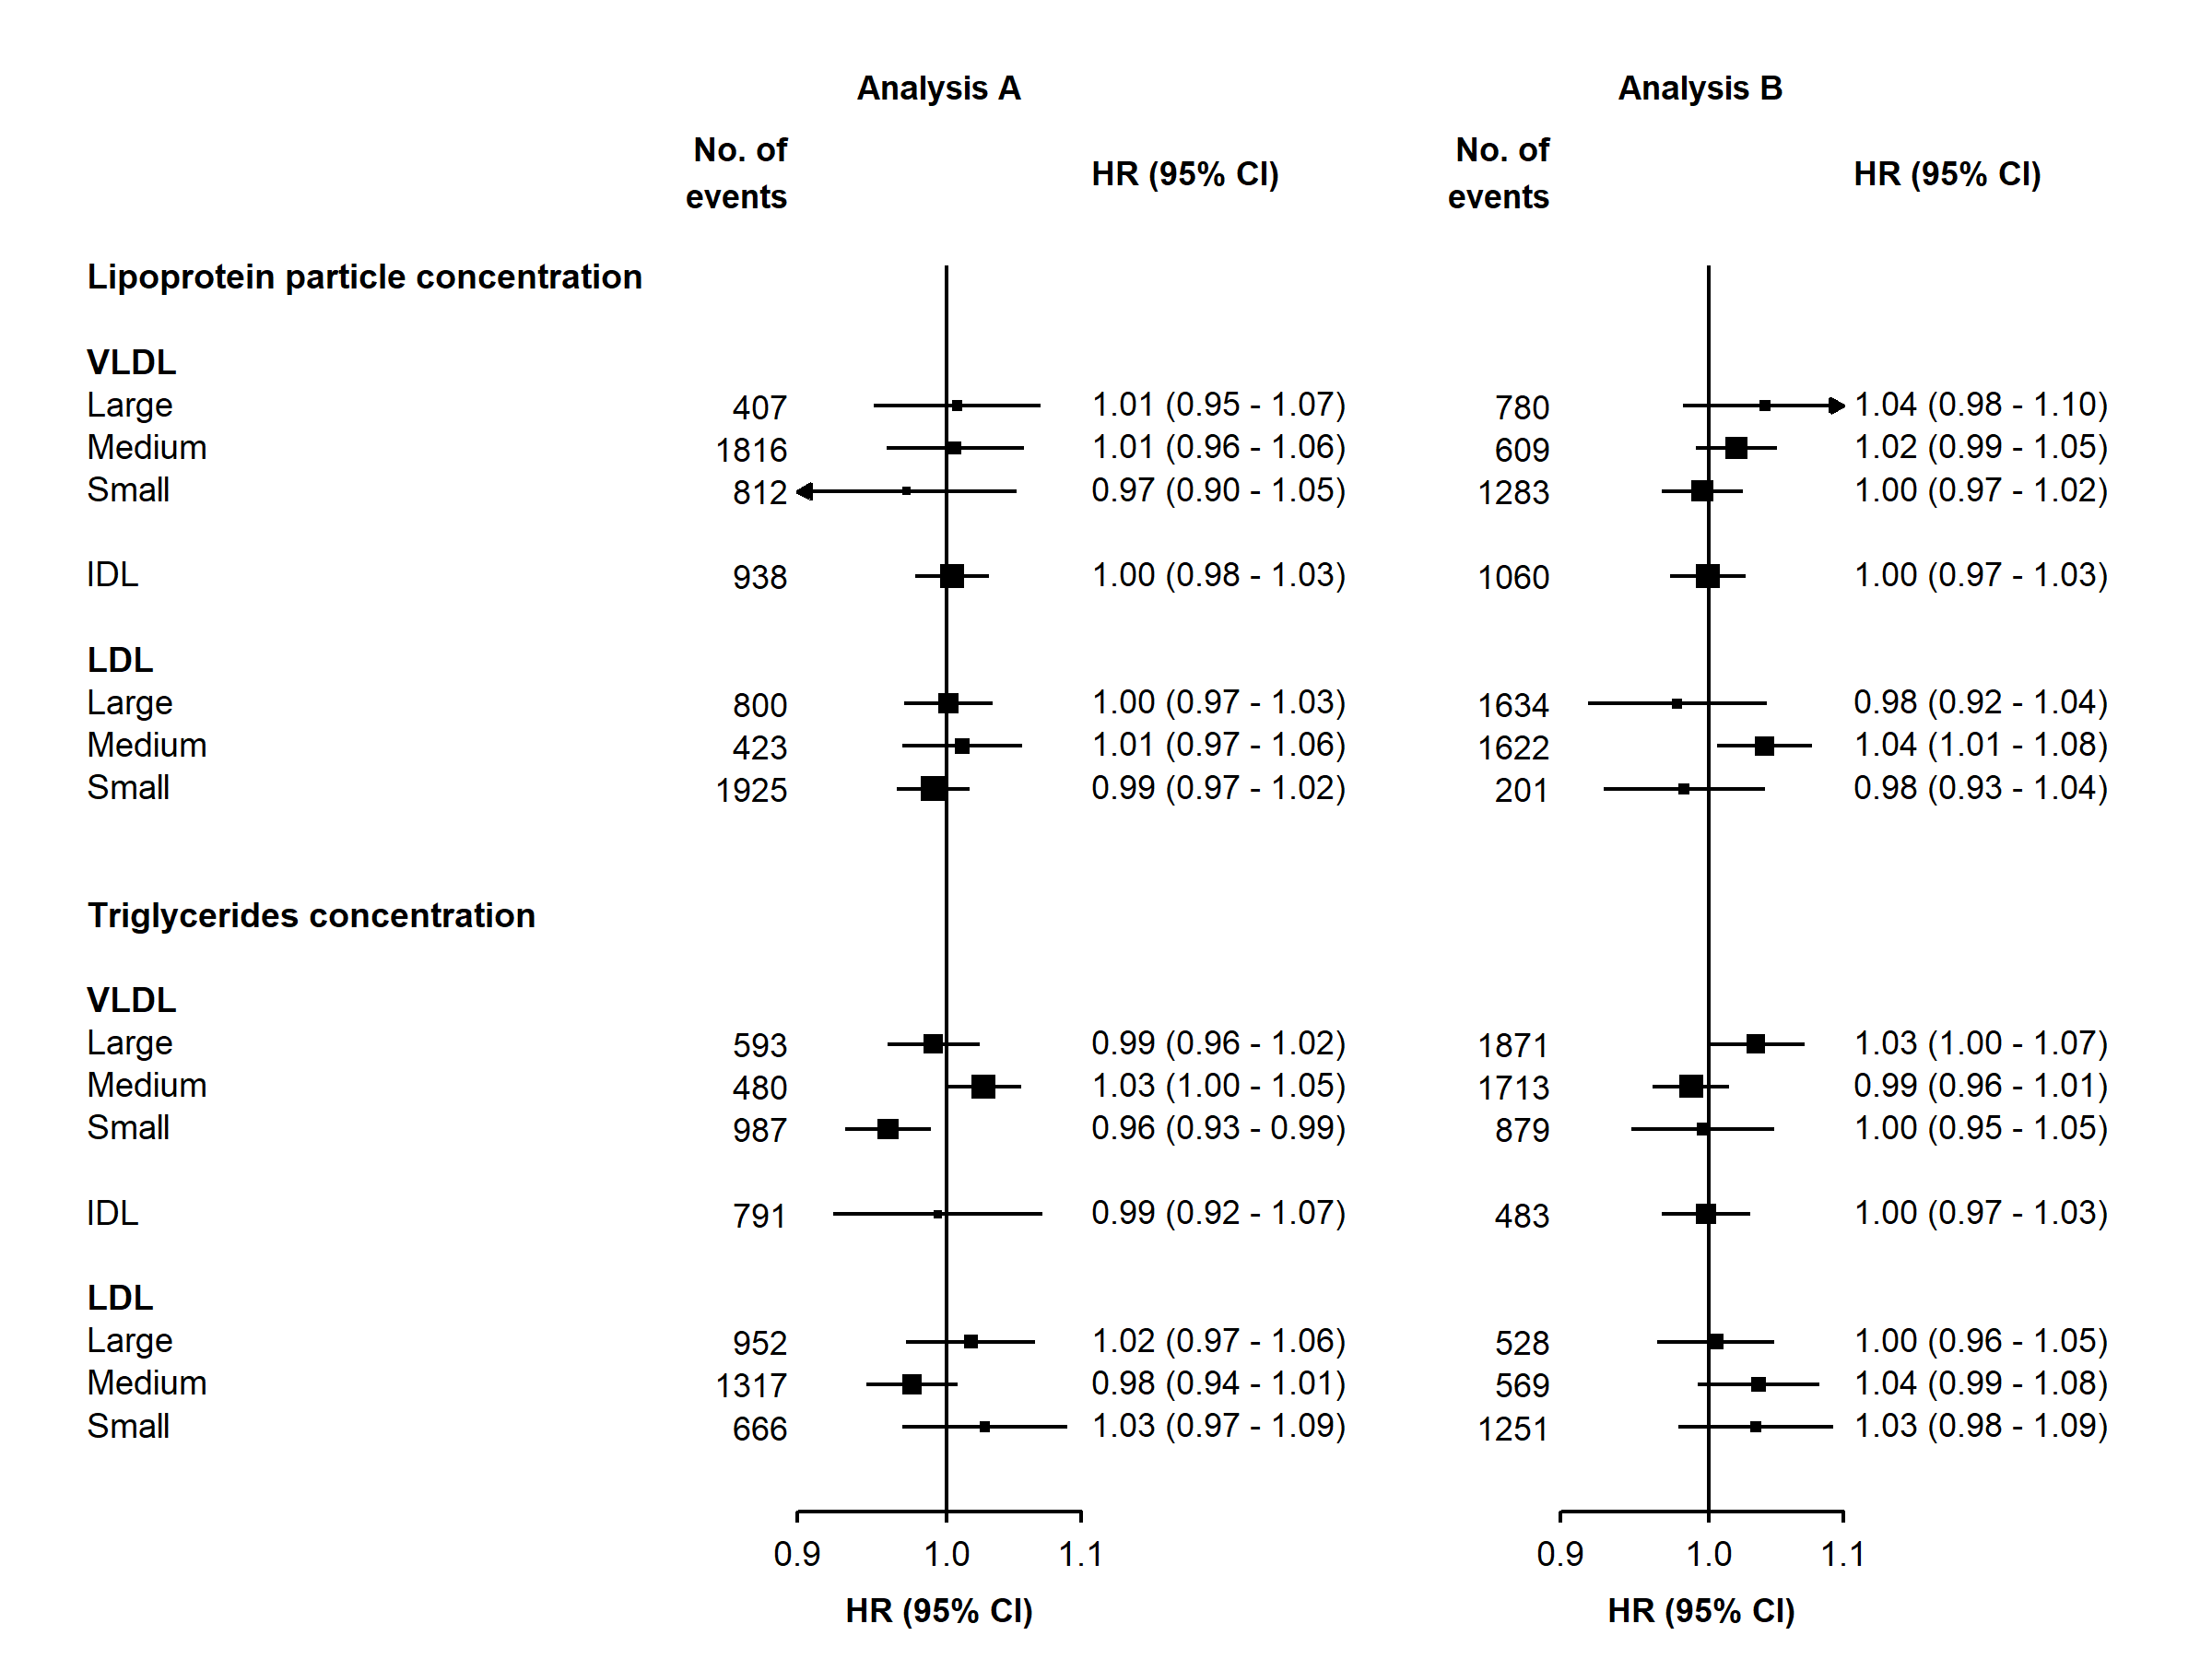 Analysis A Analysis B
No. of events HR (95% CI) No. of events HR (95% CI)
Lipoprotein particle concentration
VLDL
Large 407 1.01 (0.95 - 1.07) 780 1.04 (0.98 - 1.10)
Medium 1816 1.01 (0.96 - 1.06) 609 1.02 (0.99 - 1.05)
Small 812 0.97 (0.90 - 1.05) 1283 1.00 (0.97 - 1.02)
IDL 938 1.00 (0.98 - 1.03) 1060 1.00 (0.97 - 1.03)
LDL
Large 800 1.00 (0.97 - 1.03) 1634 0.98 (0.92 - 1.04)
Medium 423 1.01 (0.97 - 1.06) 1622 1.04 (1.01 - 1.08)
Small 1925 0.99 (0.97 - 1.02) 201 0.98 (0.93 - 1.04)
Triglycerides concentration
VLDL
Large 593 0.99 (0.96 - 1.02) 1871 1.03 (1.00 - 1.07)
Medium 480 1.03 (1.00 - 1.05) 1713 0.99 (0.96 - 1.01)
Small 987 0.96 (0.93 - 0.99) 879 1.00 (0.95 - 1.05)
IDL 791 0.99 (0.92 - 1.07) 483 1.00 (0.97 - 1.03)
LDL
Large 952 1.02 (0.97 - 1.06) 528 1.00 (0.96 - 1.05)
Medium 1317 0.98 (0.94 - 1.01) 569 1.04 (0.99 - 1.08)
Small 666 1.03 (0.97 - 1.09) 1251 1.03 (0.98 - 1.09)
0.9 1.0 1.1 0.9 1.0 1.1
HR (95% CI) HR (95% CI)